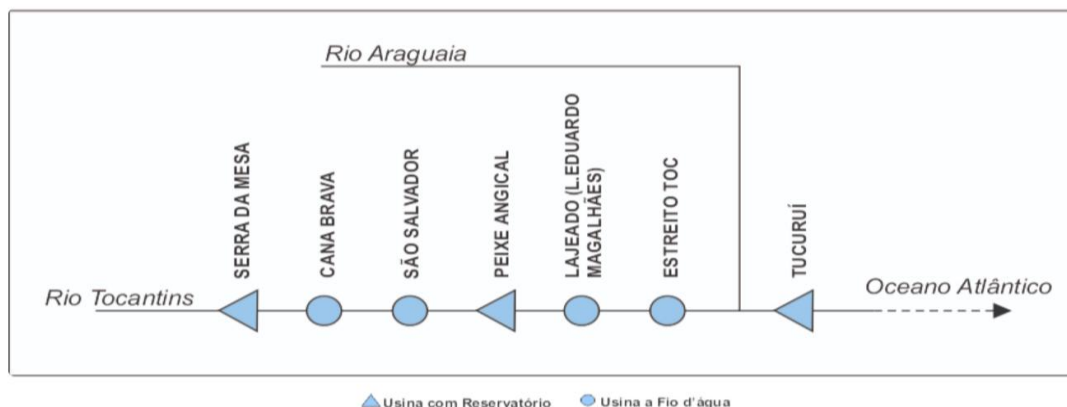 Rio Araguaia
SERRA DA MESA
CANA BRAVA
SÃO SALVADOR
PEIXE ANGICAL
LAJEADO (L.EDUARDO
MAGALHÃES)
ESTREITO TOC
TUCURUÍ
Rio Tocantins
Oceano Atlântico
Usina com Reservatório
Usina a Fio d'água